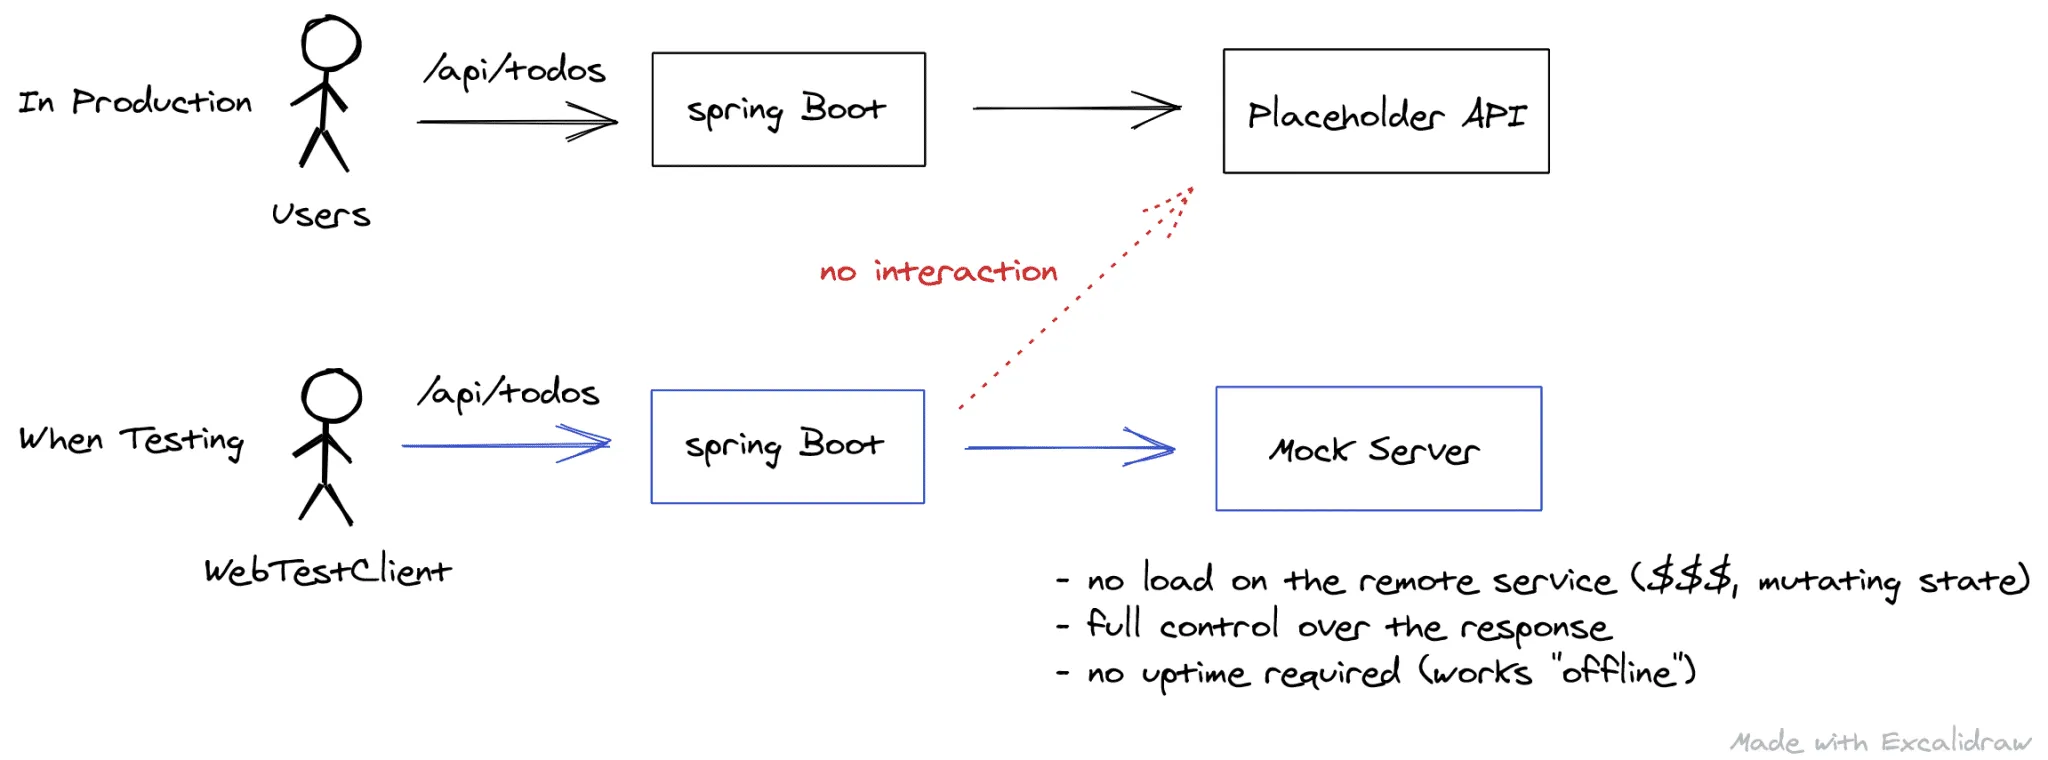 In Production
/api/todos
spring Boot
Placeholder API
Users
no interaction
When Testing
/api/todos
spring Boot
Mock Server
WebTestClient
- no load on the remote service ($$$, mutating state)
- full control over the response
- no uptime required (works "offline")
Made with Excalidraw